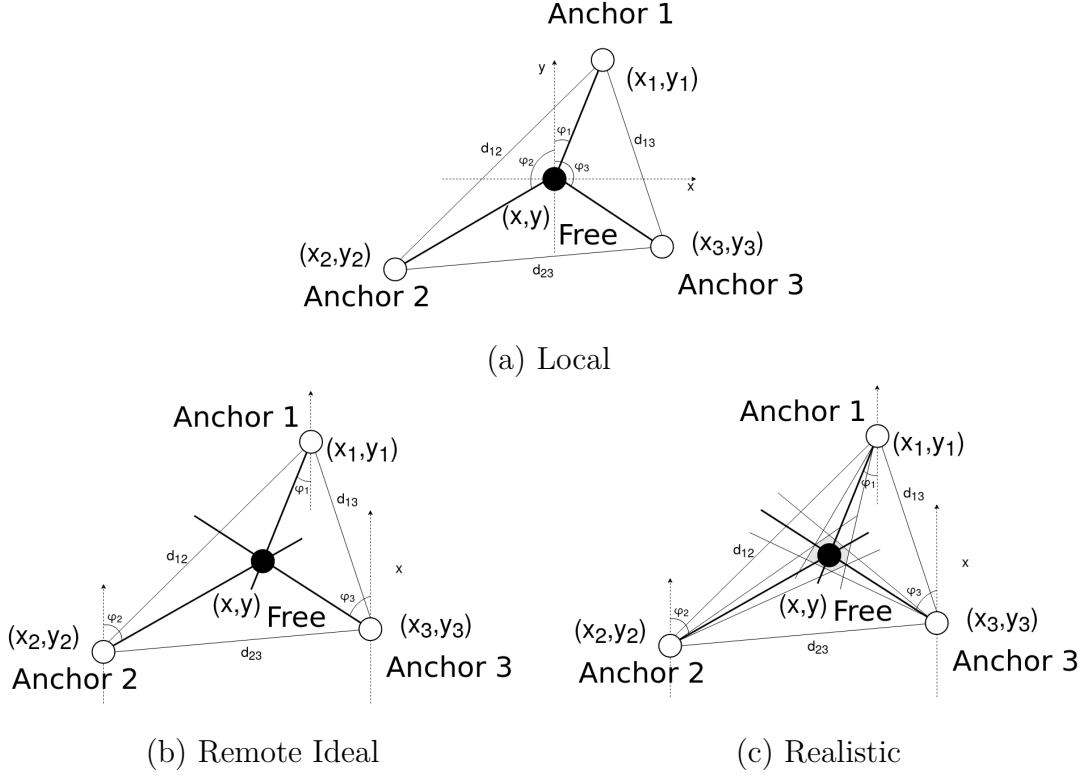 Anchor 1
y
(x1,y1)
φ1
d12
d13
φ2
φ3
x
(x,y)
Free
(x2,y2)
(x3,y3)
d23
Anchor 2
Anchor 3
(a) Local
Anchor 1
(x1,y1)
φ1
d13
d12
x
φ2
φ3
(x,y)
Free
(x2,y2)
(x3,y3)
d23
Anchor 2
Anchor 3
(b) Remote Ideal
Anchor 1
(x1,y1)
φ1
d13
d12
x
φ2
φ3
(x,y)
Free
(x2,y2)
(x3,y3)
d23
Anchor 2
Anchor 3
(c) Realistic